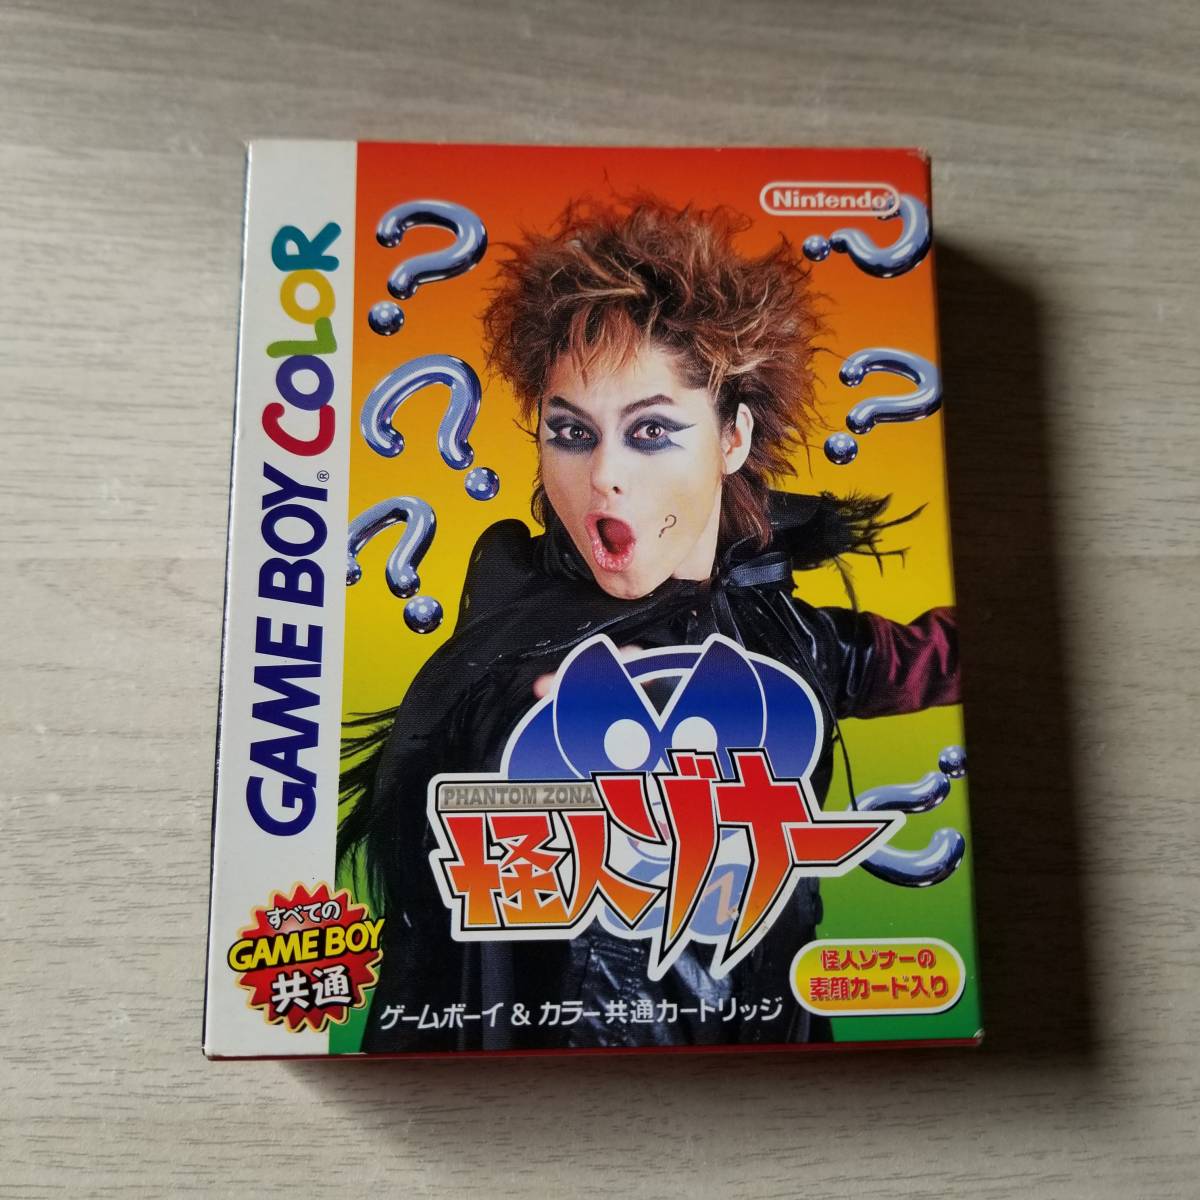 Nintendo
GAME BOY COLOR
®
PHANTOM ZONA
怪人ゾナー
すべての
GAME BOY
共通
怪人ゾナーの
素顔カード入り
ゲームボーイ & カラー共通カートリッジ